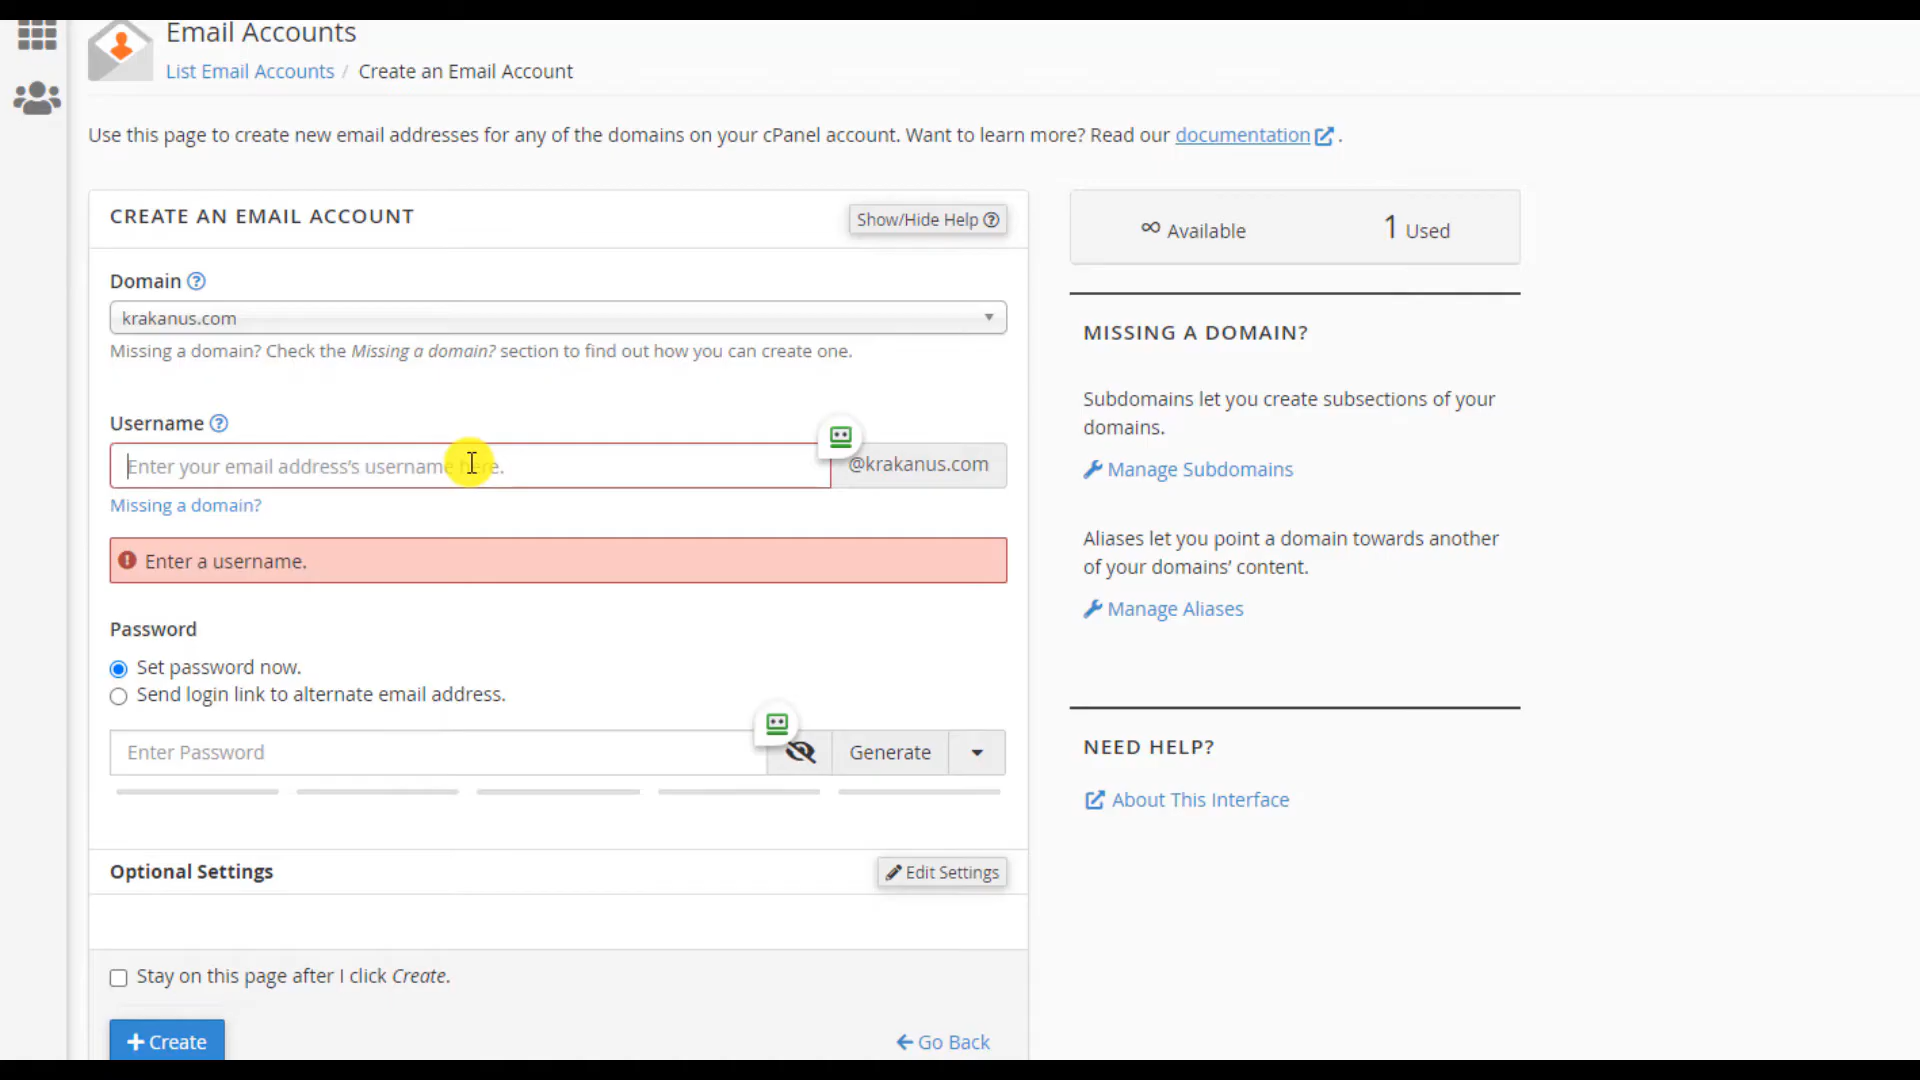 Email Accounts
List Email Accounts / Create an Email Account
Use this page to create new email addresses for any of the domains on your cPanel account. Want to learn more? Read our documentation .
CREATE AN EMAIL ACCOUNT
Show/Hide Help
Domain
krakanus.com
Missing a domain? Check the Missing a domain? section to find out how you can create one.
Username
Enter your email address's username here.
@krakanus.com
Missing a domain?
Enter a username.
Password
Set password now.
Send login link to alternate email address.
Enter Password
Generate
Optional Settings
Edit Settings
Stay on this page after I click Create.
+ Create
Go Back
∞ Available
1 Used
MISSING A DOMAIN?
Subdomains let you create subsections of your
domains.
Manage Subdomains
Aliases let you point a domain towards another
of your domains' content.
Manage Aliases
NEED HELP?
About This Interface